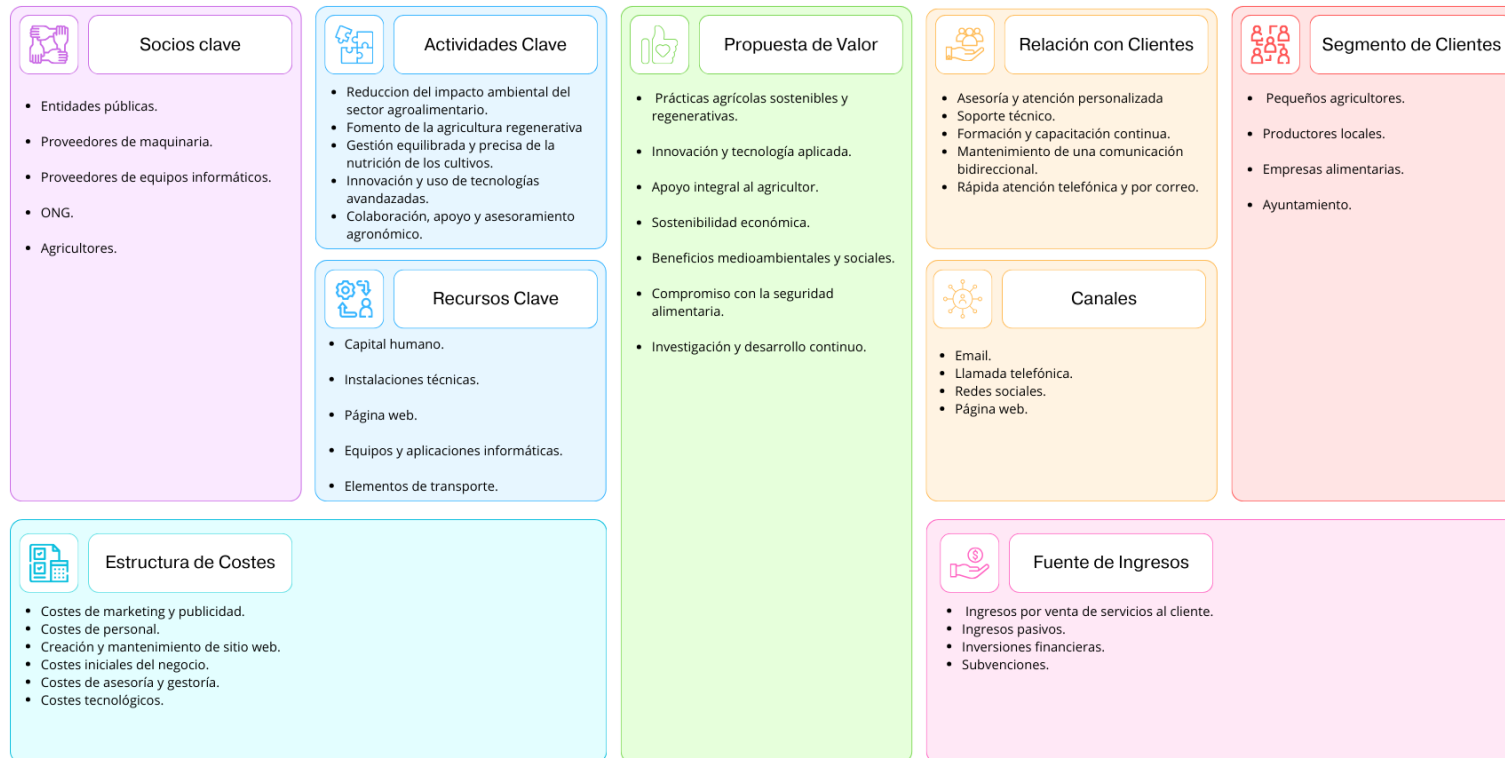 Socios clave
• Entidades públicas.
• Proveedores de maquinaria.
• Proveedores de equipos informáticos.
• ONG.
• Agricultores.
Actividades Clave
• Reduccion del impacto ambiental del
sector agroalimentario.
• Fomento de la agricultura regenerativa
• Gestión equilibrada y precisa de la
nutrición de los cultivos.
• Innovación y uso de tecnologías
avandazadas.
• Colaboración, apoyo y asesoramiento
agronómico.
Recursos Clave
• Capital humano.
• Instalaciones técnicas.
• Página web.
• Equipos y aplicaciones informáticas.
• Elementos de transporte.
Propuesta de Valor
• Prácticas agrícolas sostenibles y
regenerativas.
• Innovación y tecnología aplicada.
• Apoyo integral al agricultor.
• Sostenibilidad económica.
• Beneficios medioambientales y sociales.
• Compromiso con la seguridad
alimentaria.
• Investigación y desarrollo continuo.
Relación con Clientes
• Asesoría y atención personalizada
• Soporte técnico.
• Formación y capacitación continua.
• Mantenimiento de una comunicación
bidireccional.
• Rápida atención telefónica y por correo.
Canales
• Email.
• Llamada telefónica.
• Redes sociales.
• Página web.
Segmento de Clientes
• Pequeños agricultores.
• Productores locales.
• Empresas alimentarias.
• Ayuntamiento.
Estructura de Costes
• Costes de marketing y publicidad.
• Costes de personal.
• Creación y mantenimiento de sitio web.
• Costes iniciales del negocio.
• Costes de asesoría y gestoría.
• Costes tecnológicos.
Fuente de Ingresos
• Ingresos por venta de servicios al cliente.
• Ingresos pasivos.
• Inversiones financieras.
• Subvenciones.